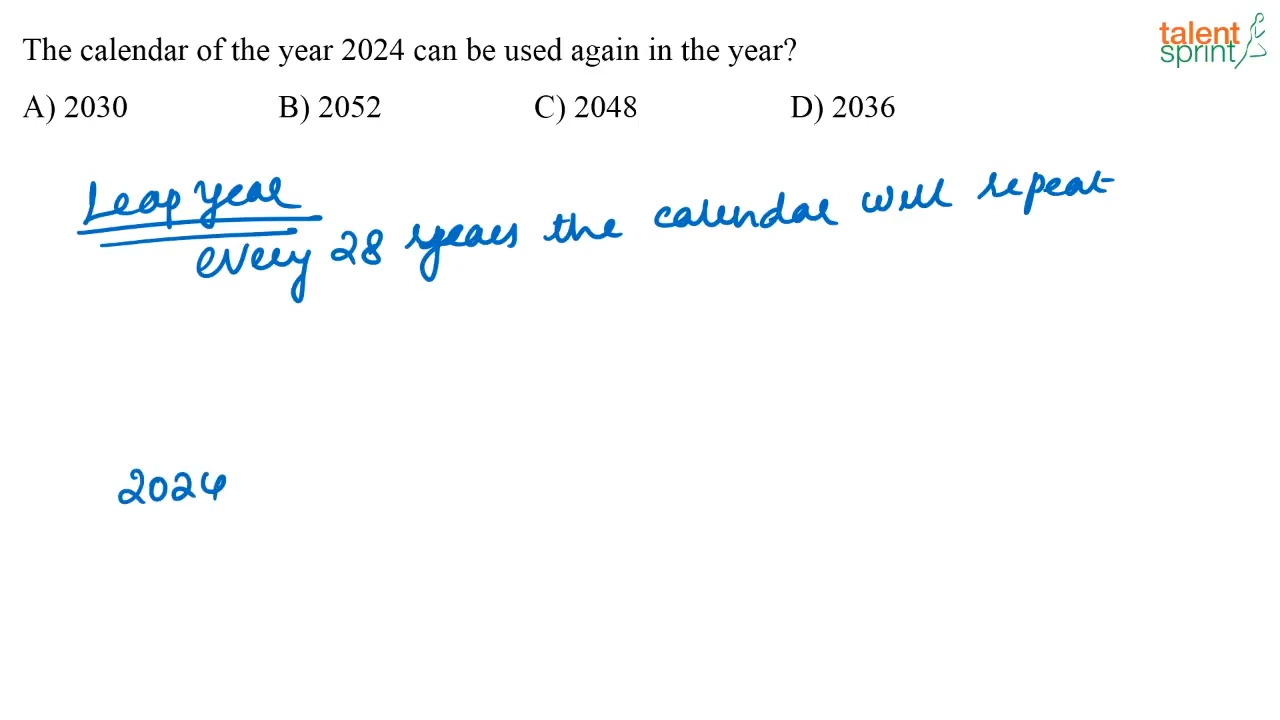 talent
sprint
The calendar of the year 2024 can be used again in the year?
A) 2030 B) 2052 C) 2048 D) 2036
Leap year
every 28 years the calendar will repeat
2024